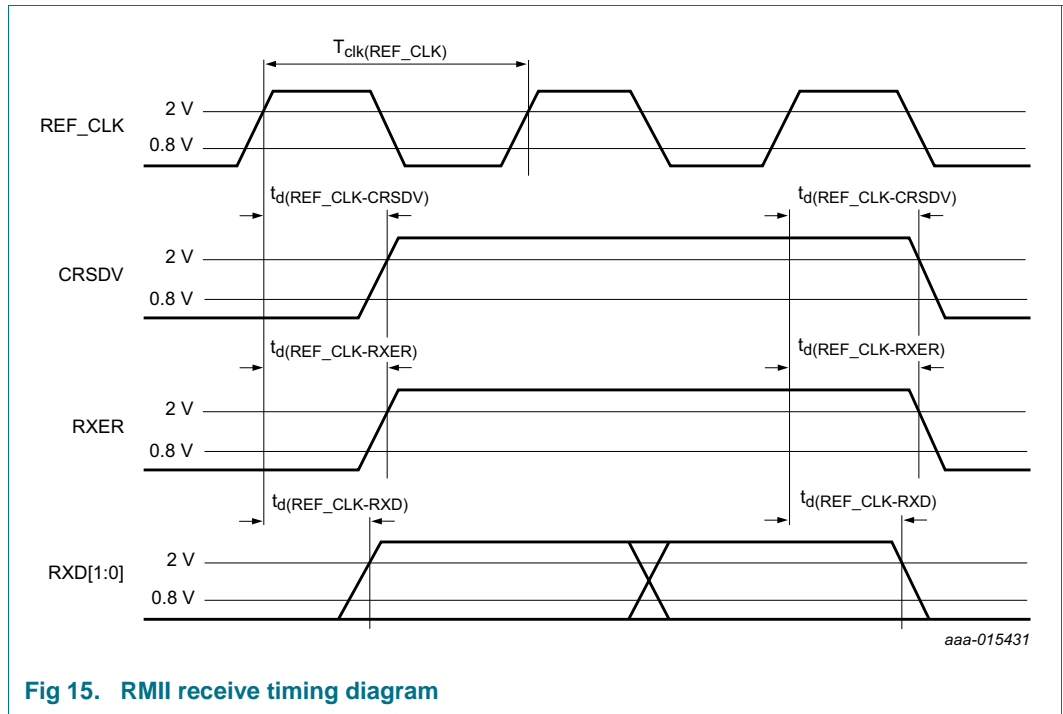 Tclk(REF_CLK)
2 V
REF_CLK
0.8 V
td(REF_CLK-CRSDV) td(REF_CLK-CRSDV)
2 V
CRSDV
0.8 V
td(REF_CLK-RXER) td(REF_CLK-RXER)
2 V
RXER
0.8 V
td(REF_CLK-RXD) td(REF_CLK-RXD)
2 V
RXD[1:0]
0.8 V
aaa-015431
Fig 15. RMII receive timing diagram